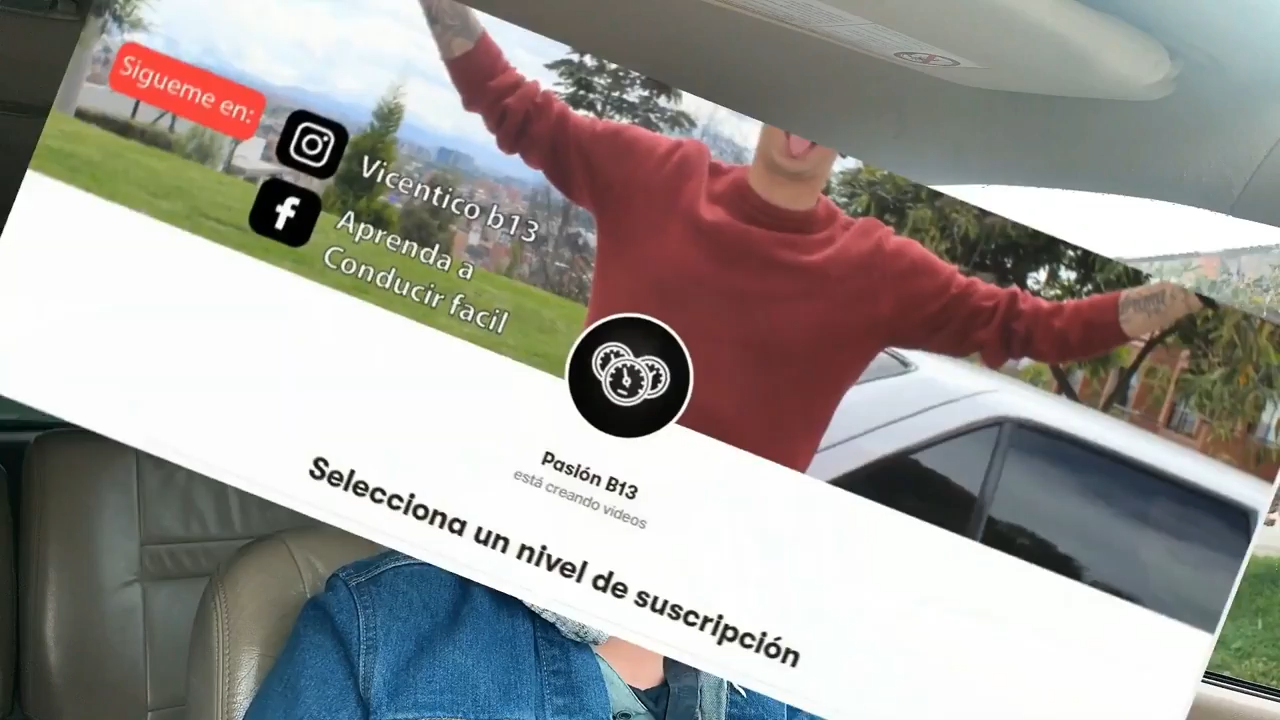 Sigueme en:
Vicentico b13
Aprenda a
Conducir facil
Pasión B13
está creando videos
Selecciona un nivel de suscripción